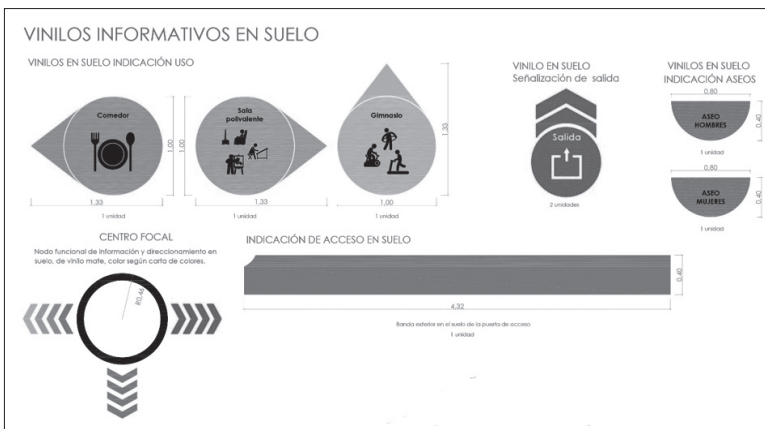 VINILOS INFORMATIVOS EN SUELO
VINILOS EN SUELO INDICACIÓN USO
Comedor
1,00
1,33
1 unidad
Sala
polivalente
1,00
1,33
1 unidad
Gimnasio
1,33
1,00
1 unidad
VINILO EN SUELO
Señalización de salida
Salida
2 unidades
VINILOS EN SUELO
INDICACIÓN ASEOS
0,80
ASEO
HOMBRES
0,40
1 unidad
0,80
ASEO
MUJERES
0,40
1 unidad
CENTRO FOCAL
Nodo funcional de información y direccionamiento en
suelo, de vinilo mate, color según carta de colores.
R0,46
INDICACIÓN DE ACCESO EN SUELO
0,40
4,32
Banda exterior en el suelo de la puerta de acceso
1 unidad